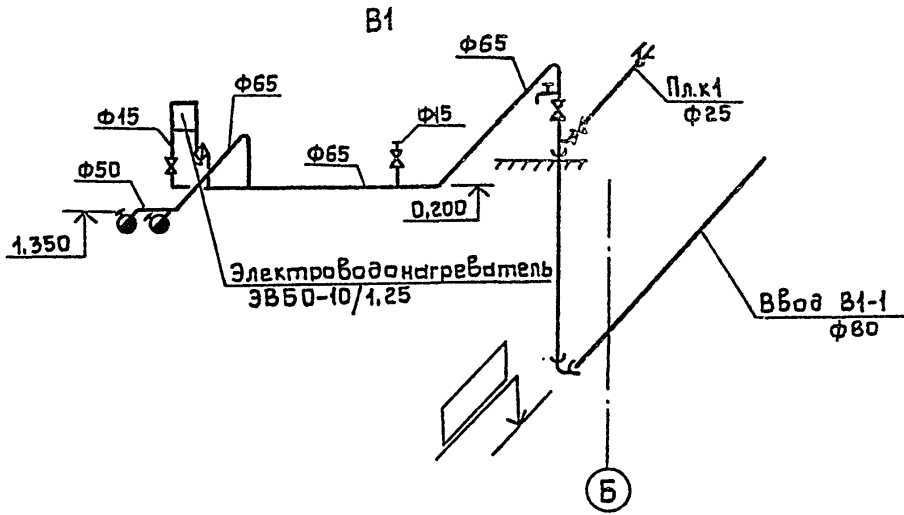 В1
ф65
Пл.к1
ф25
ф65
ф15
ф15
ф65
ф50
0,200
1.350
Электроводонагреватель
ЭВБО-10/1.25
Ввод В1-1
ф80
Б